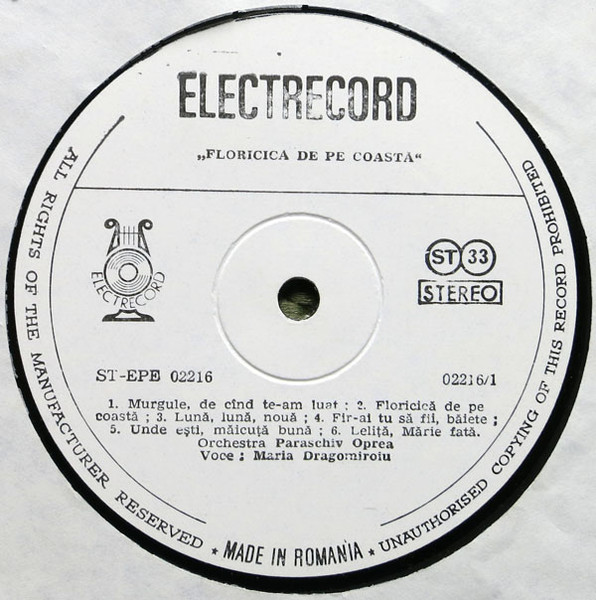 ELECTRECORD
„FLORICICA DE PE COASTĂ“
ELECTRECORD
ST 33
STEREO
ST-EPE 02216
02216/1
1. Murgule, de cînd te-am luat ; 2. Floricică de pe
coastă ; 3. Lună, lună, nouă ; 4. Fir-ai tu să fii, băiete ;
5. Unde ești, măicuță bună ; 6. Leliță, Mărie fată.
Orchestra Paraschiv Oprea
Voce : Maria Dragomiroiu
ALL RIGHTS OF THE MANUFACTURER RESERVED ★ MADE IN ROMANIA ★ UNAUTHORISED COPYING OF THIS RECORD PROHIBITED